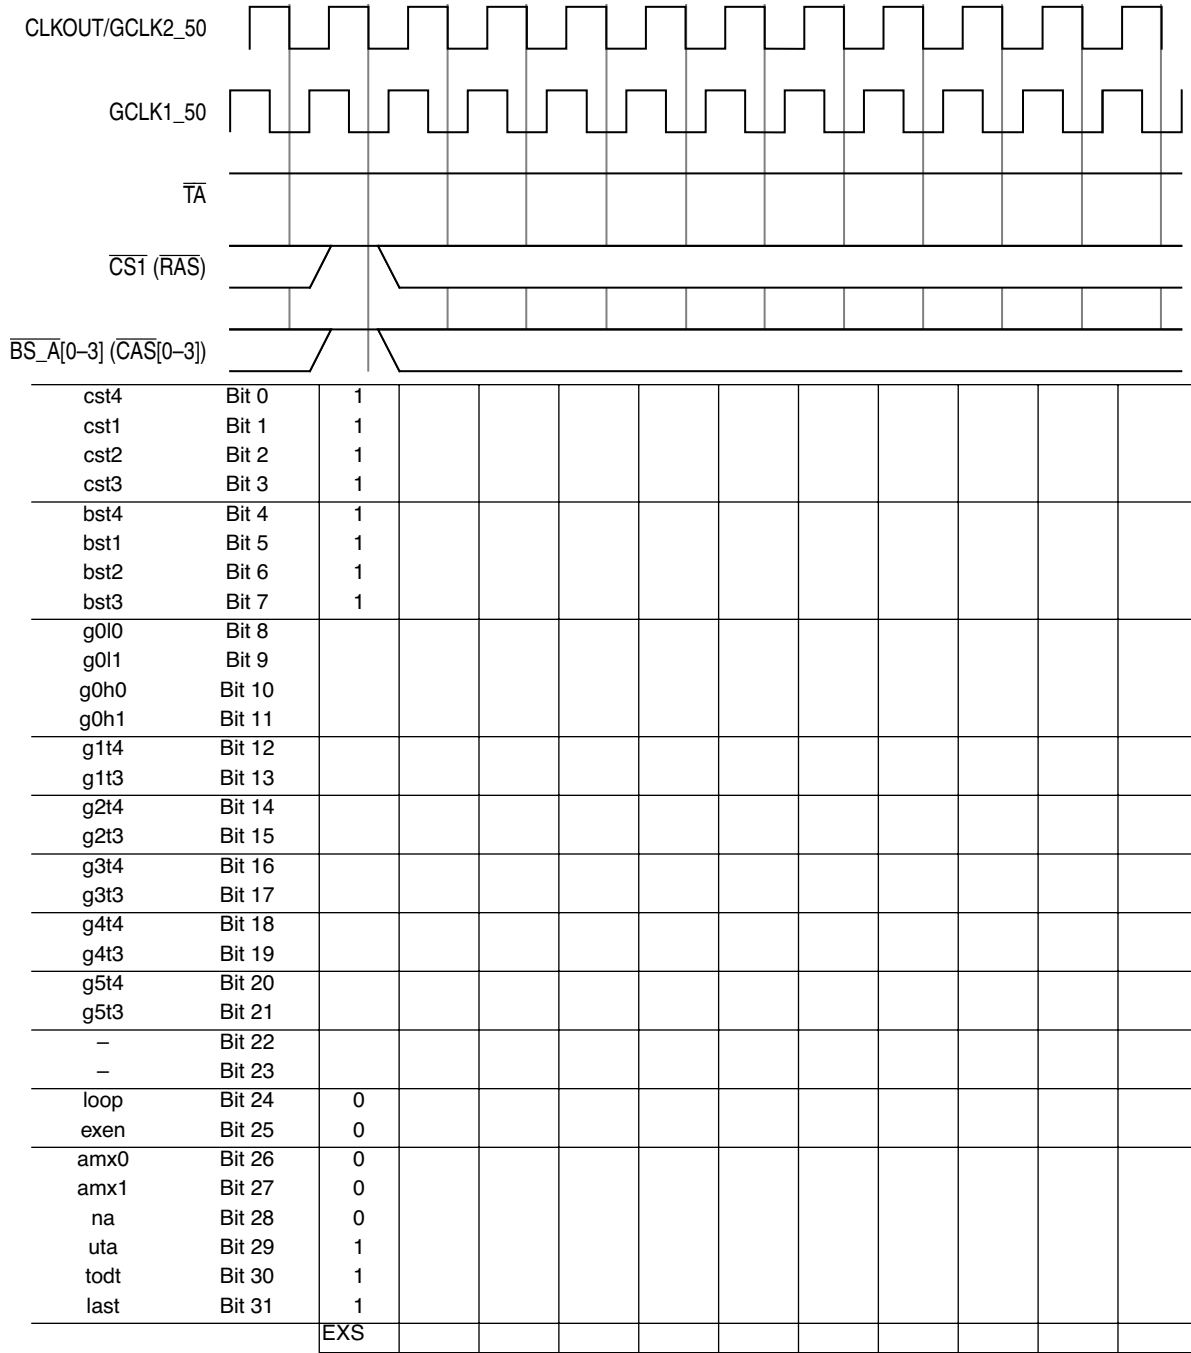 CLKOUT/GCLK2_50
GCLK1_50
TA
CS1 (RAS)
BS_A[0–3] (CAS[0–3])
cst4 Bit 0 1
cst1 Bit 1 1
cst2 Bit 2 1
cst3 Bit 3 1
bst4 Bit 4 1
bst1 Bit 5 1
bst2 Bit 6 1
bst3 Bit 7 1
g0l0 Bit 8
g0l1 Bit 9
g0h0 Bit 10
g0h1 Bit 11
g1t4 Bit 12
g1t3 Bit 13
g2t4 Bit 14
g2t3 Bit 15
g3t4 Bit 16
g3t3 Bit 17
g4t4 Bit 18
g4t3 Bit 19
g5t4 Bit 20
g5t3 Bit 21
– Bit 22
– Bit 23
loop Bit 24 0
exen Bit 25 0
amx0 Bit 26 0
amx1 Bit 27 0
na Bit 28 0
uta Bit 29 1
todt Bit 30 1
last Bit 31 1
EXS